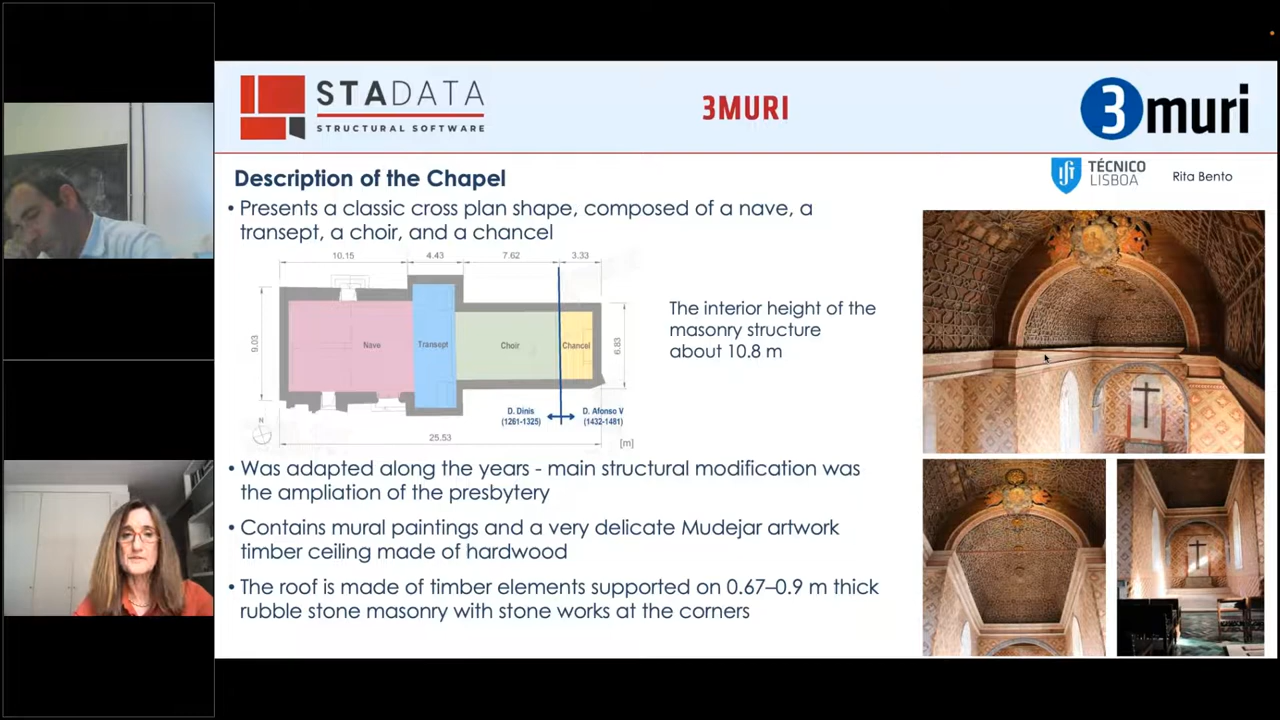 STADATA
STRUCTURAL SOFTWARE
3MURI
3muri
Description of the Chapel
TÉCNICO
LISBOA
Rita Bento
• Presents a classic cross plan shape, composed of a nave, a
transept, a choir, and a chancel
10.15 4.43 7.62 3.33
9.03
Nave Transept Choir Chancel
6.83
D. Dinis
(1261-1325)
D. Afonso V
(1432-1481)
N
25.53
[m]
The interior height of the
masonry structure
about 10.8 m
• Was adapted along the years - main structural modification was
the ampliation of the presbytery
• Contains mural paintings and a very delicate Mudejar artwork
timber ceiling made of hardwood
• The roof is made of timber elements supported on 0.67–0.9 m thick
rubble stone masonry with stone works at the corners